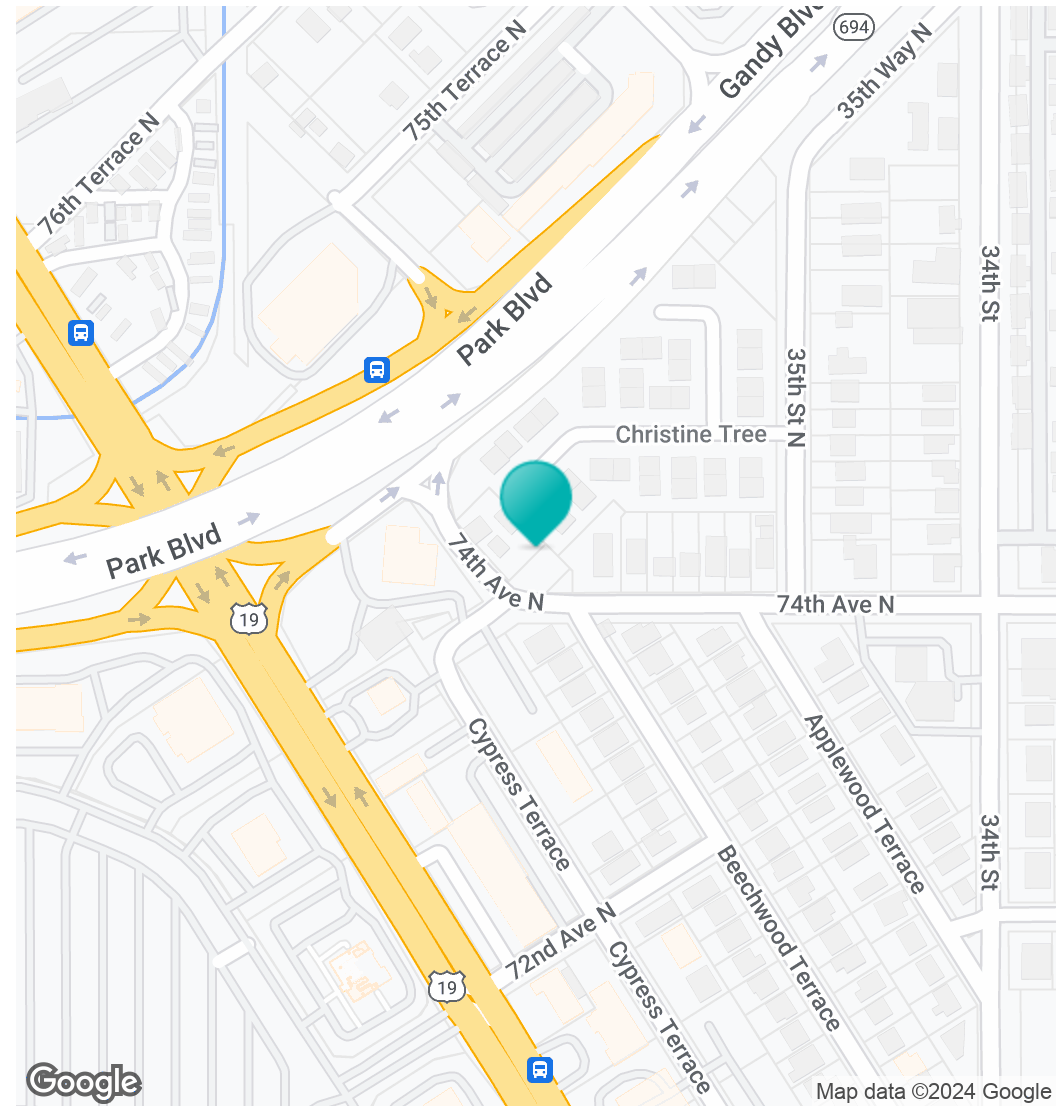 Gandy Blvd
694
35th Way N
75th Terrace N
76th Terrace N
34th St
Park Blvd
35th St N
Christine Tree
Park Blvd
74th Ave N
74th Ave N
19
Cypress Terrace
Applewood Terrace
34th St
Beechwood Terrace
72nd Ave N
Cypress Terrace
19
Google
Map data ©2024 Google